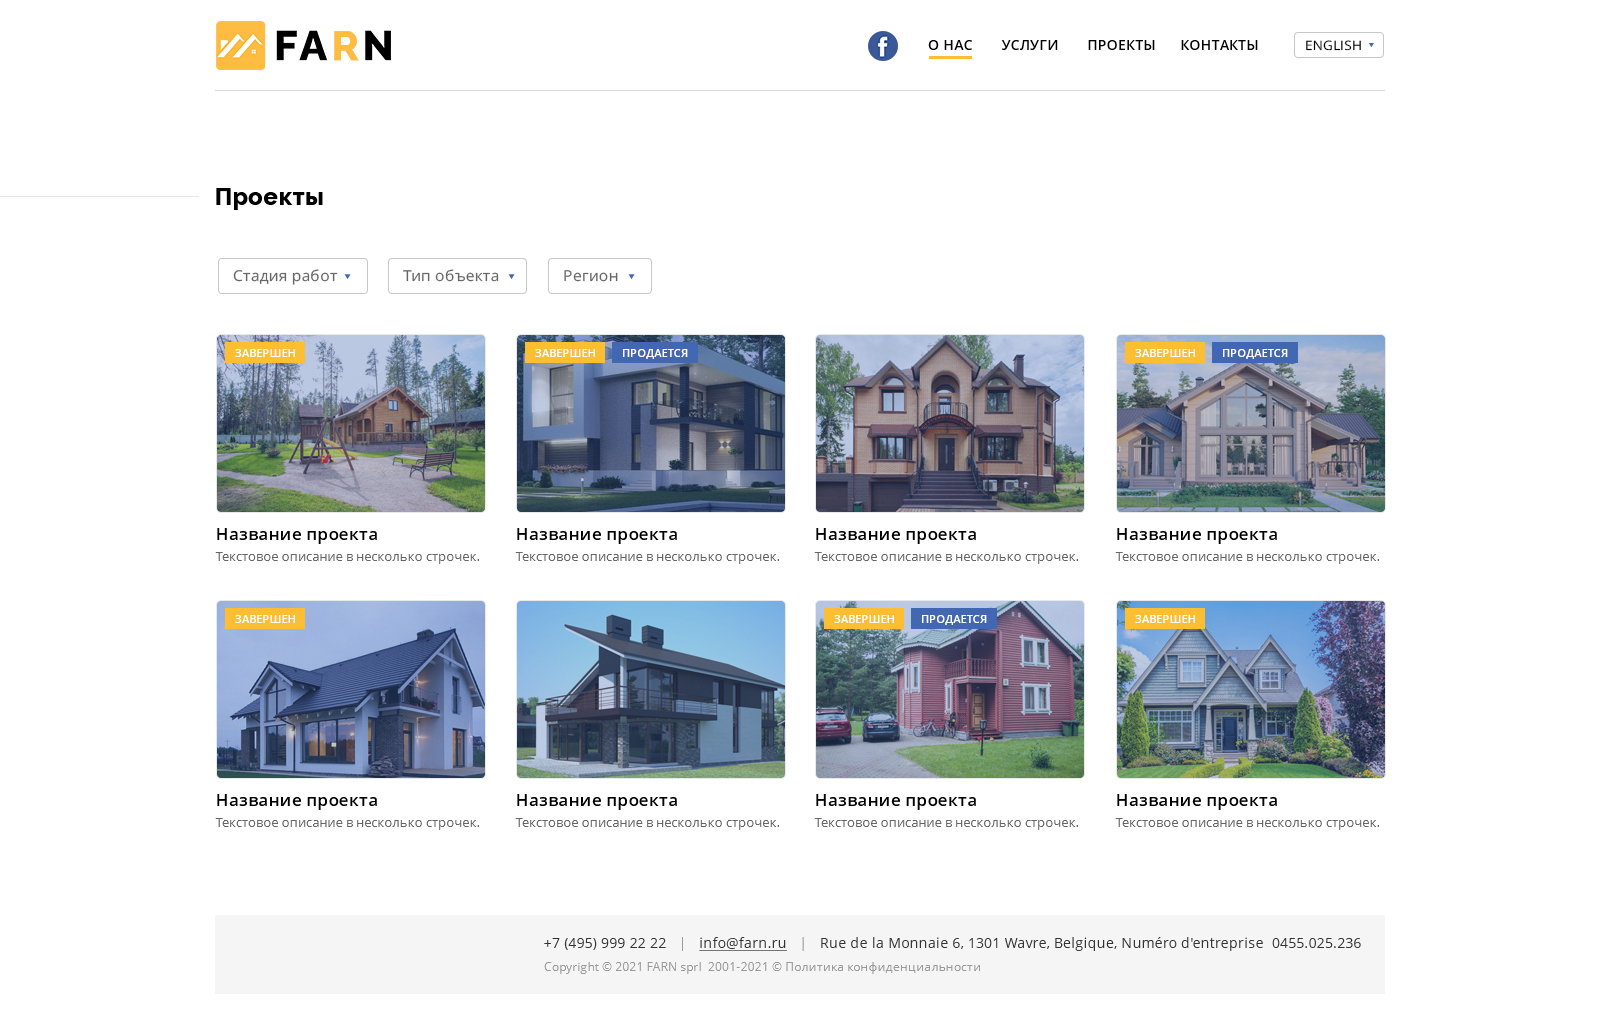 FARN
О НАС УСЛУГИ ПРОЕКТЫ КОНТАКТЫ ENGLISH
Проекты
Стадия работ Тип объекта Регион
ЗАВЕРШЕН ЗАВЕРШЕН ПРОДАЕТСЯ ЗАВЕРШЕН ПРОДАЕТСЯ
Название проекта Название проекта Название проекта Название проекта
Текстовое описание в несколько строчек. Текстовое описание в несколько строчек. Текстовое описание в несколько строчек. Текстовое описание в несколько строчек.
ЗАВЕРШЕН ЗАВЕРШЕН ПРОДАЕТСЯ ЗАВЕРШЕН
Название проекта Название проекта Название проекта Название проекта
Текстовое описание в несколько строчек. Текстовое описание в несколько строчек. Текстовое описание в несколько строчек. Текстовое описание в несколько строчек.
+7 (495) 999 22 22 | info@farn.ru | Rue de la Monnaie 6, 1301 Wavre, Belgique, Numéro d'entreprise 0455.025.236
Copyright © 2021 FARN sprl 2001-2021 © Политика конфиденциальности